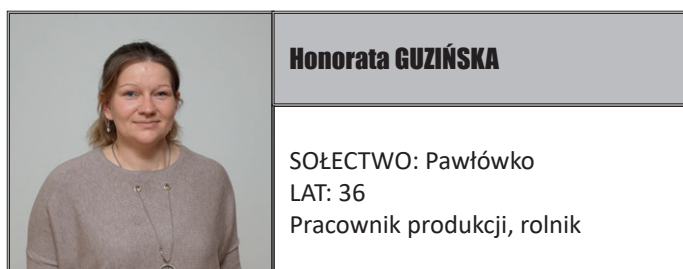 Honorata GUZIŃSKA
SOŁECTWO: Pawłówko
LAT: 36
Pracownik produkcji, rolnik